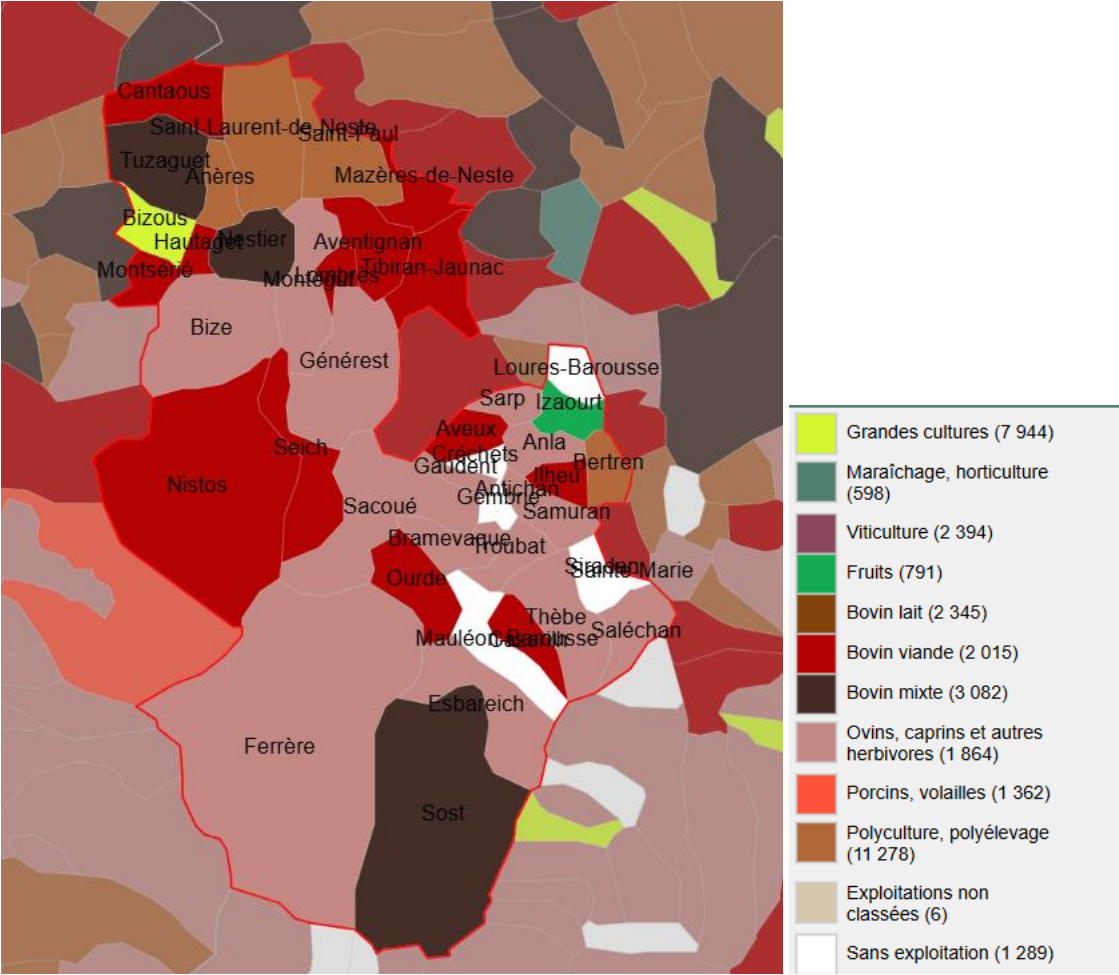 Cantaous
Saint-Laurent-de-Neste
Saint-Paul
Tuzaguet
Anères
Mazères-de-Neste
Bizous
Hautaget
Nestier
Aventignan
Montsérié
Montégut
Lombrès
Tibiran-Jaunac
Bize
Générest
Loures-Barousse
Sarp
Izaourt
Aveux
Anla
Seich
Créchets
Gaudent
Bertren
Ilheu
Nistos
Antichan
Gembrie
Sacoué
Samuran
Bramevaque
Troubat
Siradan
Sainte-Marie
Ourde
Thèbe
Saléchan
Mauléon-Barousse
Esbareich
Ferrère
Sost
Grandes cultures (7 944)
Maraîchage, horticulture
(598)
Viticulture (2 394)
Fruits (791)
Bovin lait (2 345)
Bovin viande (2 015)
Bovin mixte (3 082)
Ovins, caprins et autres
herbivores (1 864)
Porcins, volailles (1 362)
Polyculture, polyélevage
(11 278)
Exploitations non
classées (6)
Sans exploitation (1 289)